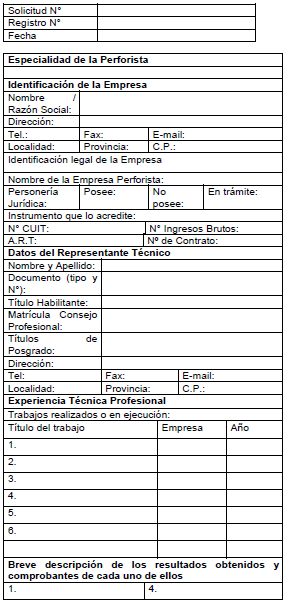 Solicitud N°
Registro N°
Fecha
Especialidad de la Perforista
Identificación de la Empresa
Nombre /
Razón Social:
Dirección:
Tel.: Fax: E-mail:
Localidad: Provincia: C.P.:
Identificación legal de la Empresa
Nombre de la Empresa Perforista:
Personería Posee: No En trámite:
Jurídica: posee:
Instrumento que lo acredite:
N° CUIT: N° Ingresos Brutos:
A.R.T: Nº de Contrato:
Datos del Representante Técnico
Nombre y Apellido:
Documento (tipo y
N°):
Título Habilitante:
Matrícula Consejo
Profesional:
Títulos de
Posgrado:
Dirección:
Tel: Fax: E-mail:
Localidad: Provincia: C.P.:
Experiencia Técnica Profesional
Trabajos realizados o en ejecución:
Título del trabajo Empresa Año
1.
2.
3.
4.
5.
6.
Breve descripción de los resultados obtenidos y
comprobantes de cada uno de ellos
1. 4.